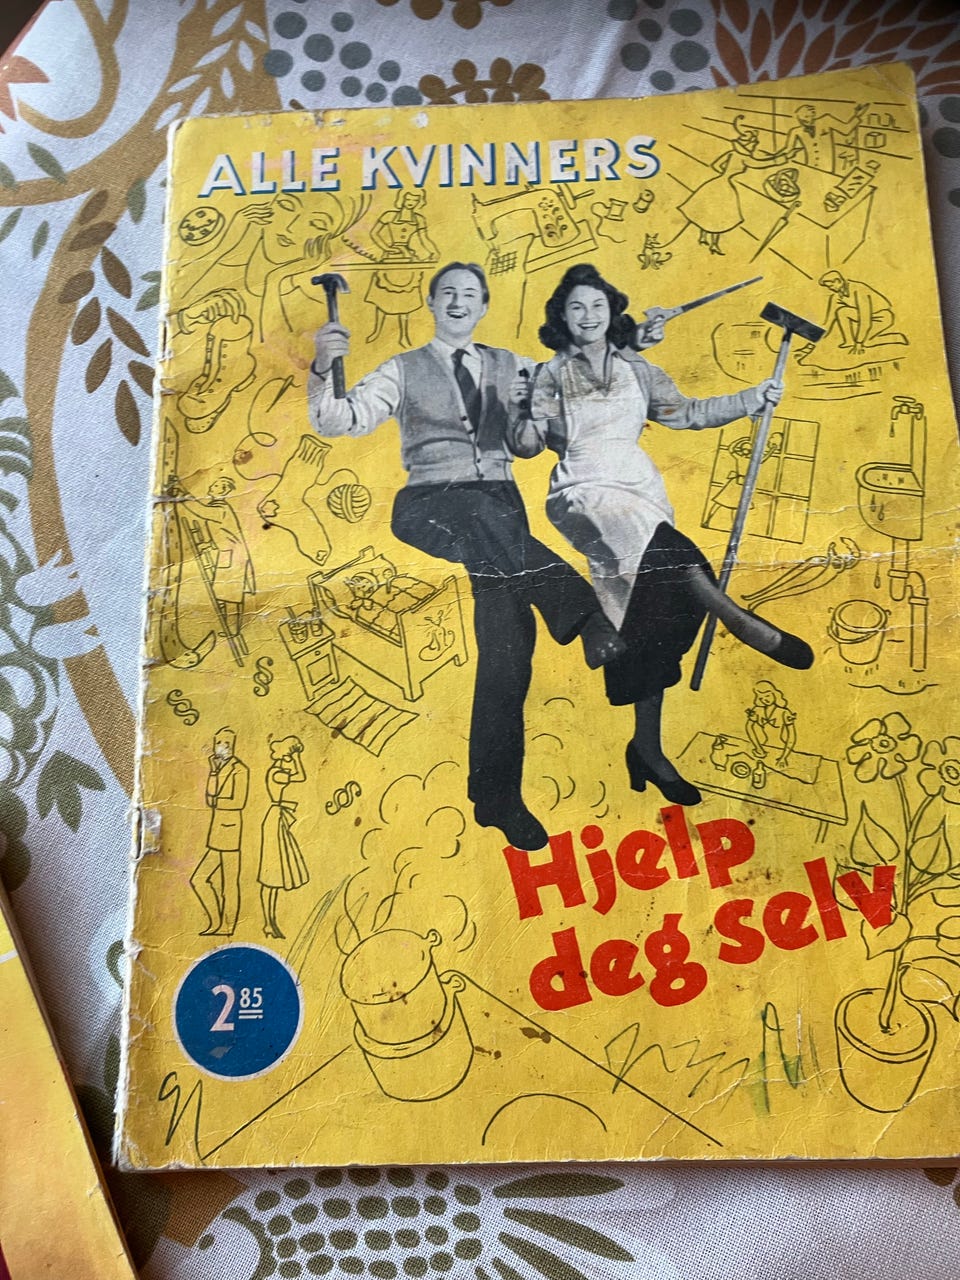 ALLE KVINNERS
Hjelp
deg selv
2 85